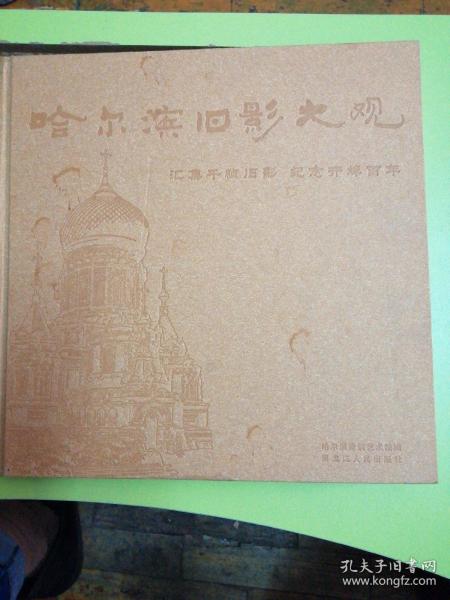 哈尔滨旧影大观
汇集千帧旧影 纪念开埠百年
哈尔滨建筑艺术馆编
黑龙江人民出版社
孔夫子旧书网
www.kongfz.com